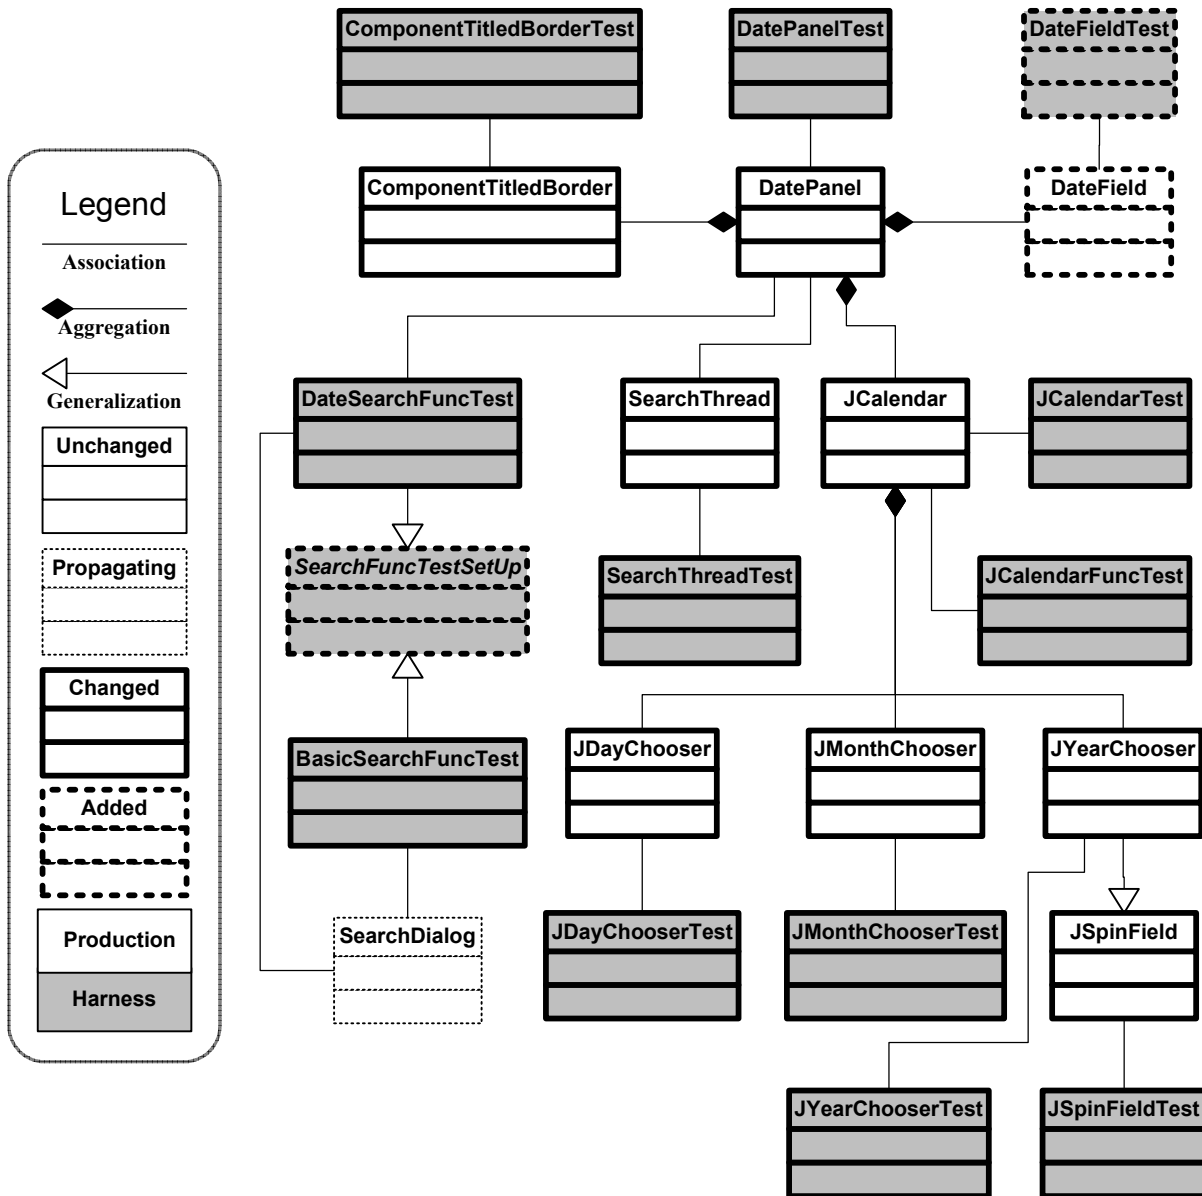 ComponentTitledBorderTest
DatePanelTest
DateFieldTest
ComponentTitledBorder
DatePanel
DateField
Legend
Association
Aggregation
Generalization
Unchanged
Propagating
Changed
Added
Production
Harness
DateSearchFuncTest
SearchThread
JCalendar
JCalendarTest
SearchFuncTestSetUp
SearchThreadTest
JCalendarFuncTest
BasicSearchFuncTest
JDayChooser
JMonthChooser
JYearChooser
SearchDialog
JDayChooserTest
JMonthChooserTest
JSpinField
JYearChooserTest
JSpinFieldTest